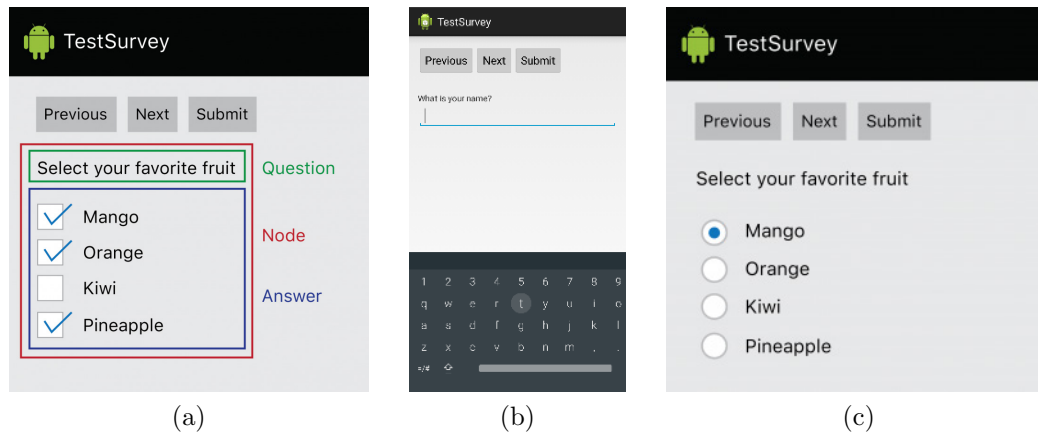 TestSurvey
Previous Next Submit
Select your favorite fruit
Question
Mango
Orange
Kiwi
Pineapple
Node
Answer
(a)
TestSurvey
Previous Next Submit
What is your name?
1 2 3 4 5 6 7 8 9
q w e r t y u i o
a s d f g h j k l
z x c v b n m , .
=/#
(b)
TestSurvey
Previous Next Submit
Select your favorite fruit
Mango
Orange
Kiwi
Pineapple
(c)